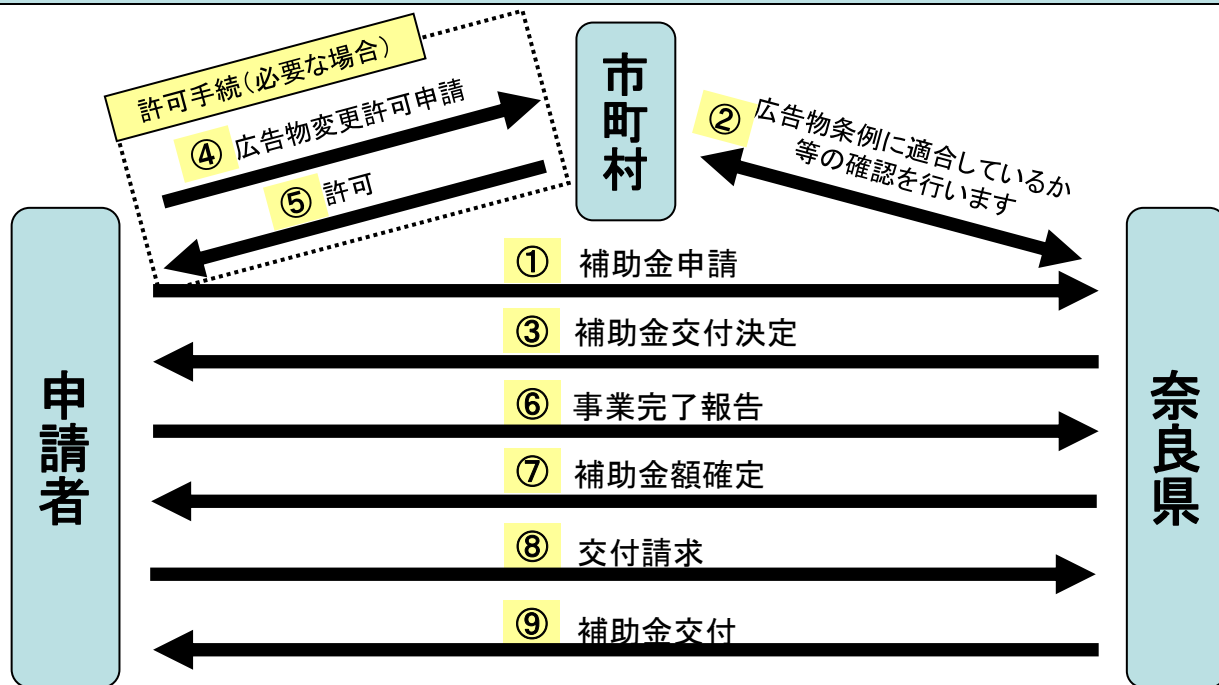 許可手続(必要な場合)
④ 広告物変更許可申請
⑤ 許可
市町村
② 広告物条例に適合しているか
等の確認を行います
申請者
奈良県
① 補助金申請
③ 補助金交付決定
⑥ 事業完了報告
⑦ 補助金額確定
⑧ 交付請求
⑨ 補助金交付